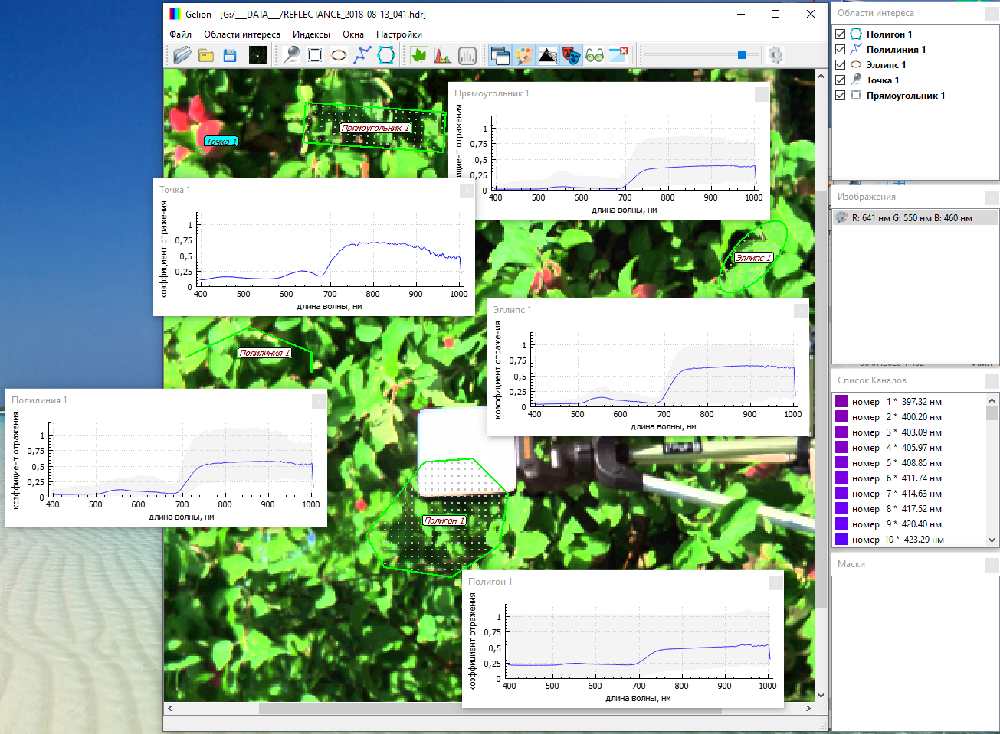 Gelion - [G:/__DATA__/REFLECTANCE_2018-08-13_041.hdr]
Файл Области интереса Индексы Окна Настройки
Точка 1
Прямоугольник 1
Эллипс 1
Полилиния 1
Полигон 1
Прямоугольник 1
1
0,75
0,5
0,25
0
400 500 600 700 800 900 1000
длина волны, нм
Точка 1
коэффициент отражения
1
0,75
0,5
0,25
0
400 500 600 700 800 900 1000
длина волны, нм
Эллипс 1
коэффициент отражения
1
0,75
0,5
0,25
0
400 500 600 700 800 900 1000
длина волны, нм
Полилиния 1
коэффициент отражения
1
0,75
0,5
0,25
0
400 500 600 700 800 900 1000
длина волны, нм
Полигон 1
коэффициент отражения
1
0,75
0,5
0,25
0
400 500 600 700 800 900 1000
длина волны, нм
Области интереса
Полигон 1
Полилиния 1
Эллипс 1
Точка 1
Прямоугольник 1
Изображения
R: 641 нм G: 550 нм B: 460 нм
Список Каналов
номер 1 * 397.32 нм
номер 2 * 400.20 нм
номер 3 * 403.09 нм
номер 4 * 405.97 нм
номер 5 * 408.85 нм
номер 6 * 411.74 нм
номер 7 * 414.63 нм
номер 8 * 417.52 нм
номер 9 * 420.40 нм
номер 10 * 423.29 нм
Маски